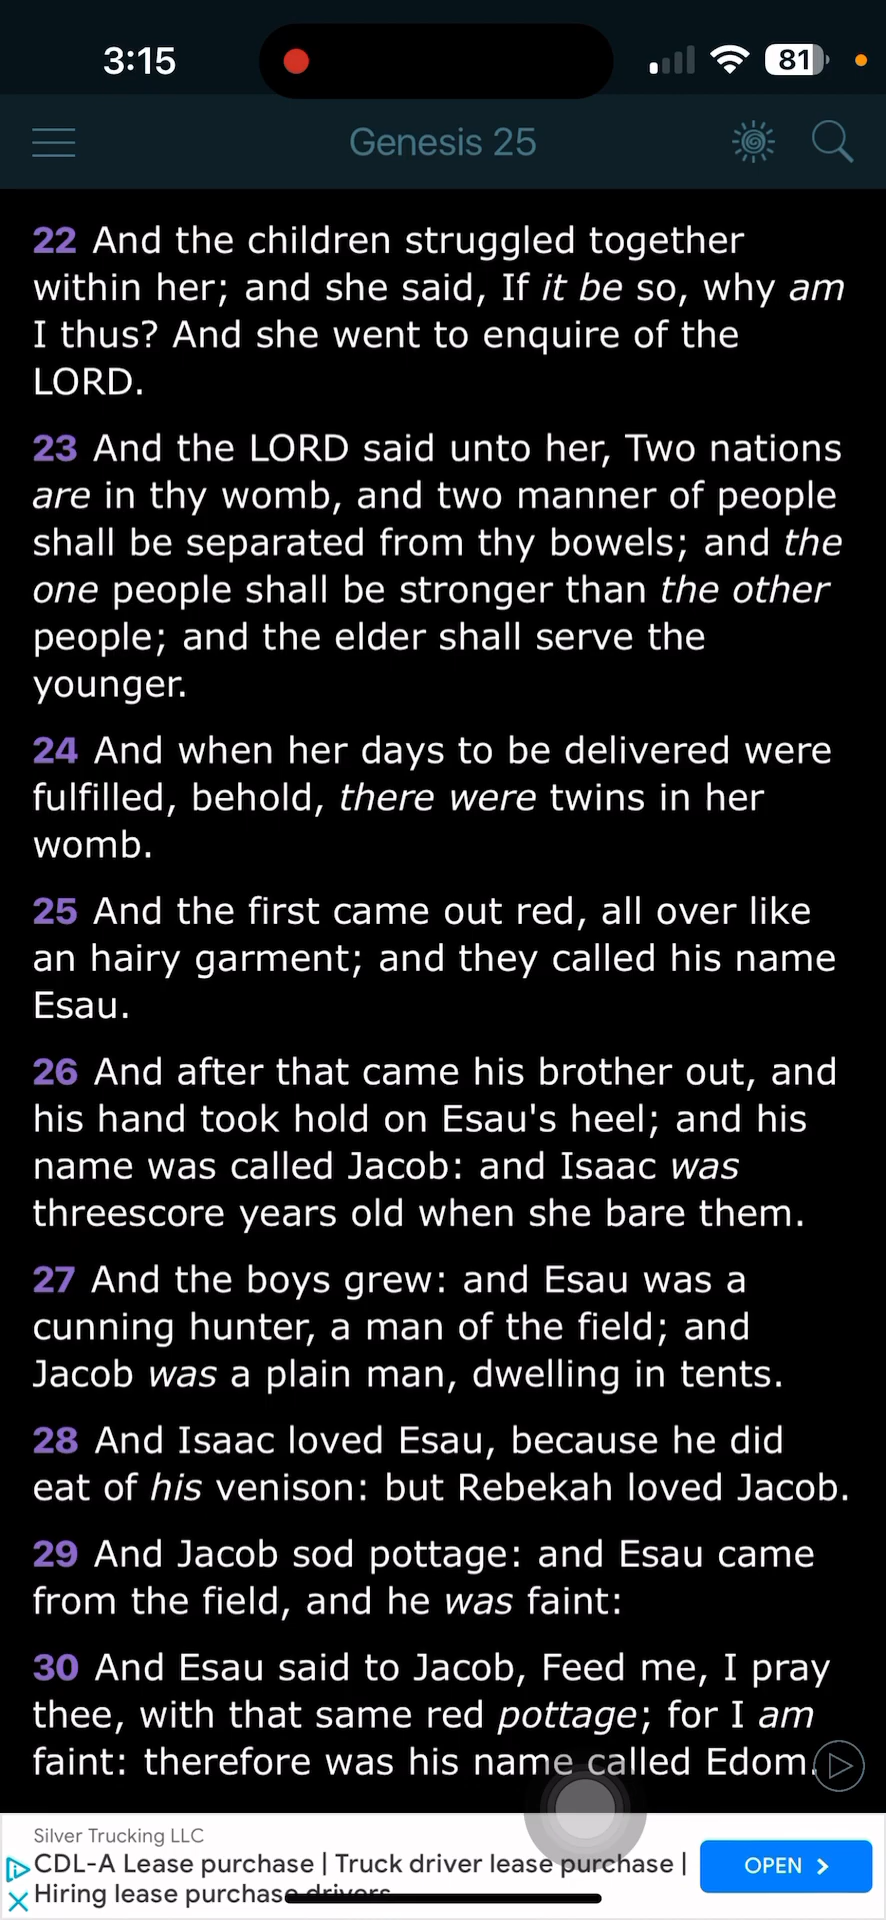 3:15
81
Genesis 25
22 And the children struggled together
within her; and she said, If it be so, why am
I thus? And she went to enquire of the
LORD.
23 And the LORD said unto her, Two nations
are in thy womb, and two manner of people
shall be separated from thy bowels; and the
one people shall be stronger than the other
people; and the elder shall serve the
younger.
24 And when her days to be delivered were
fulfilled, behold, there were twins in her
womb.
25 And the first came out red, all over like
an hairy garment; and they called his name
Esau.
26 And after that came his brother out, and
his hand took hold on Esau's heel; and his
name was called Jacob: and Isaac was
threescore years old when she bare them.
27 And the boys grew: and Esau was a
cunning hunter, a man of the field; and
Jacob was a plain man, dwelling in tents.
28 And Isaac loved Esau, because he did
eat of his venison: but Rebekah loved Jacob.
29 And Jacob sod pottage: and Esau came
from the field, and he was faint:
30 And Esau said to Jacob, Feed me, I pray
thee, with that same red pottage; for I am
faint: therefore was his name called Edom.
Silver Trucking LLC
CDL-A Lease purchase | Truck driver lease purchase |
Hiring lease purchase drivers
OPEN